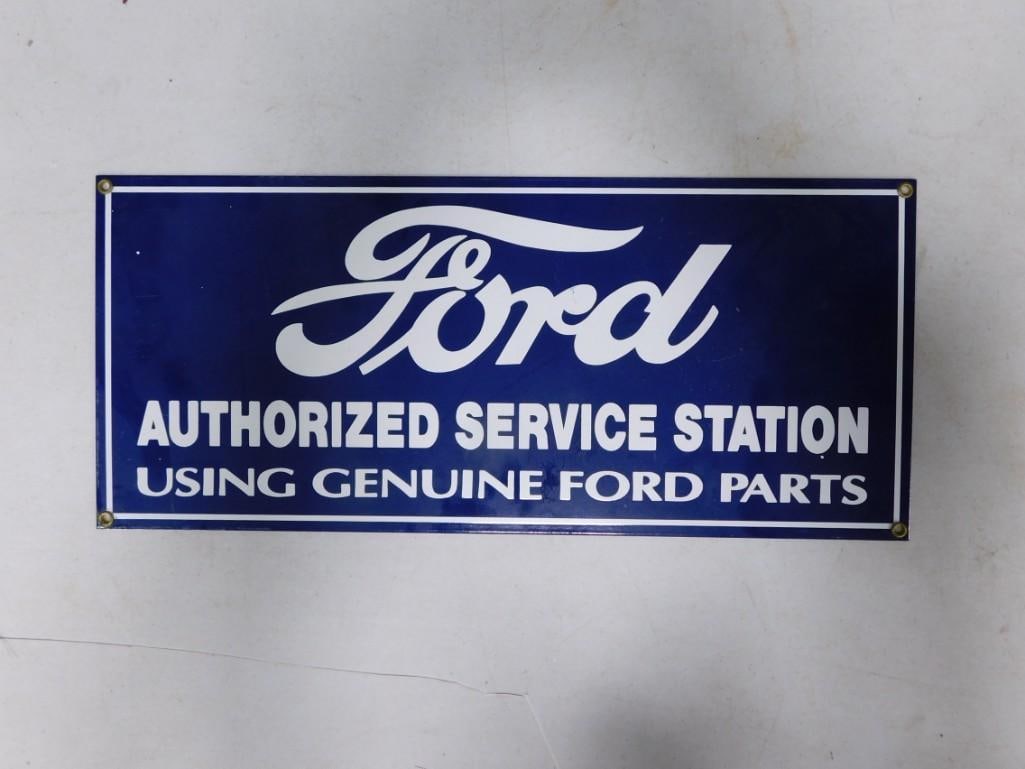 Ford
AUTHORIZED SERVICE STATION
USING GENUINE FORD PARTS